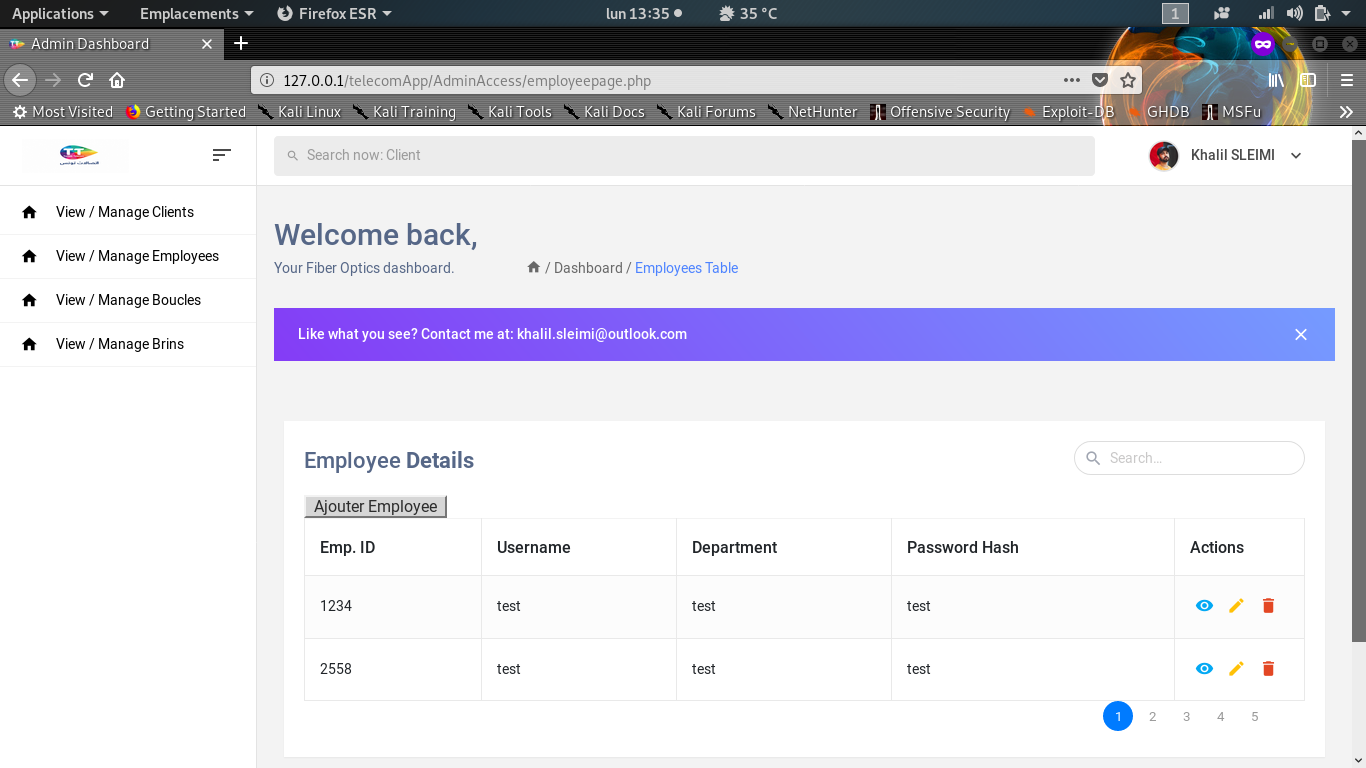 Applications Emplacements Firefox ESR lun 13:35 35 °C 1
Admin Dashboard
127.0.0.1/telecomApp/AdminAccess/employeepage.php
Most Visited Getting Started Kali Linux Kali Training Kali Tools Kali Docs Kali Forums NetHunter Offensive Security Exploit-DB GHDB MSFu
Search now: Client
Khalil SLEIMI
View / Manage Clients
View / Manage Employees
View / Manage Boucles
View / Manage Brins
Welcome back,
Your Fiber Optics dashboard.
/ Dashboard / Employees Table
Like what you see? Contact me at: khalil.sleimi@outlook.com
Employee Details
Search...
Ajouter Employee
Emp. ID Username Department Password Hash Actions
1234 test test test
2558 test test test
1 2 3 4 5